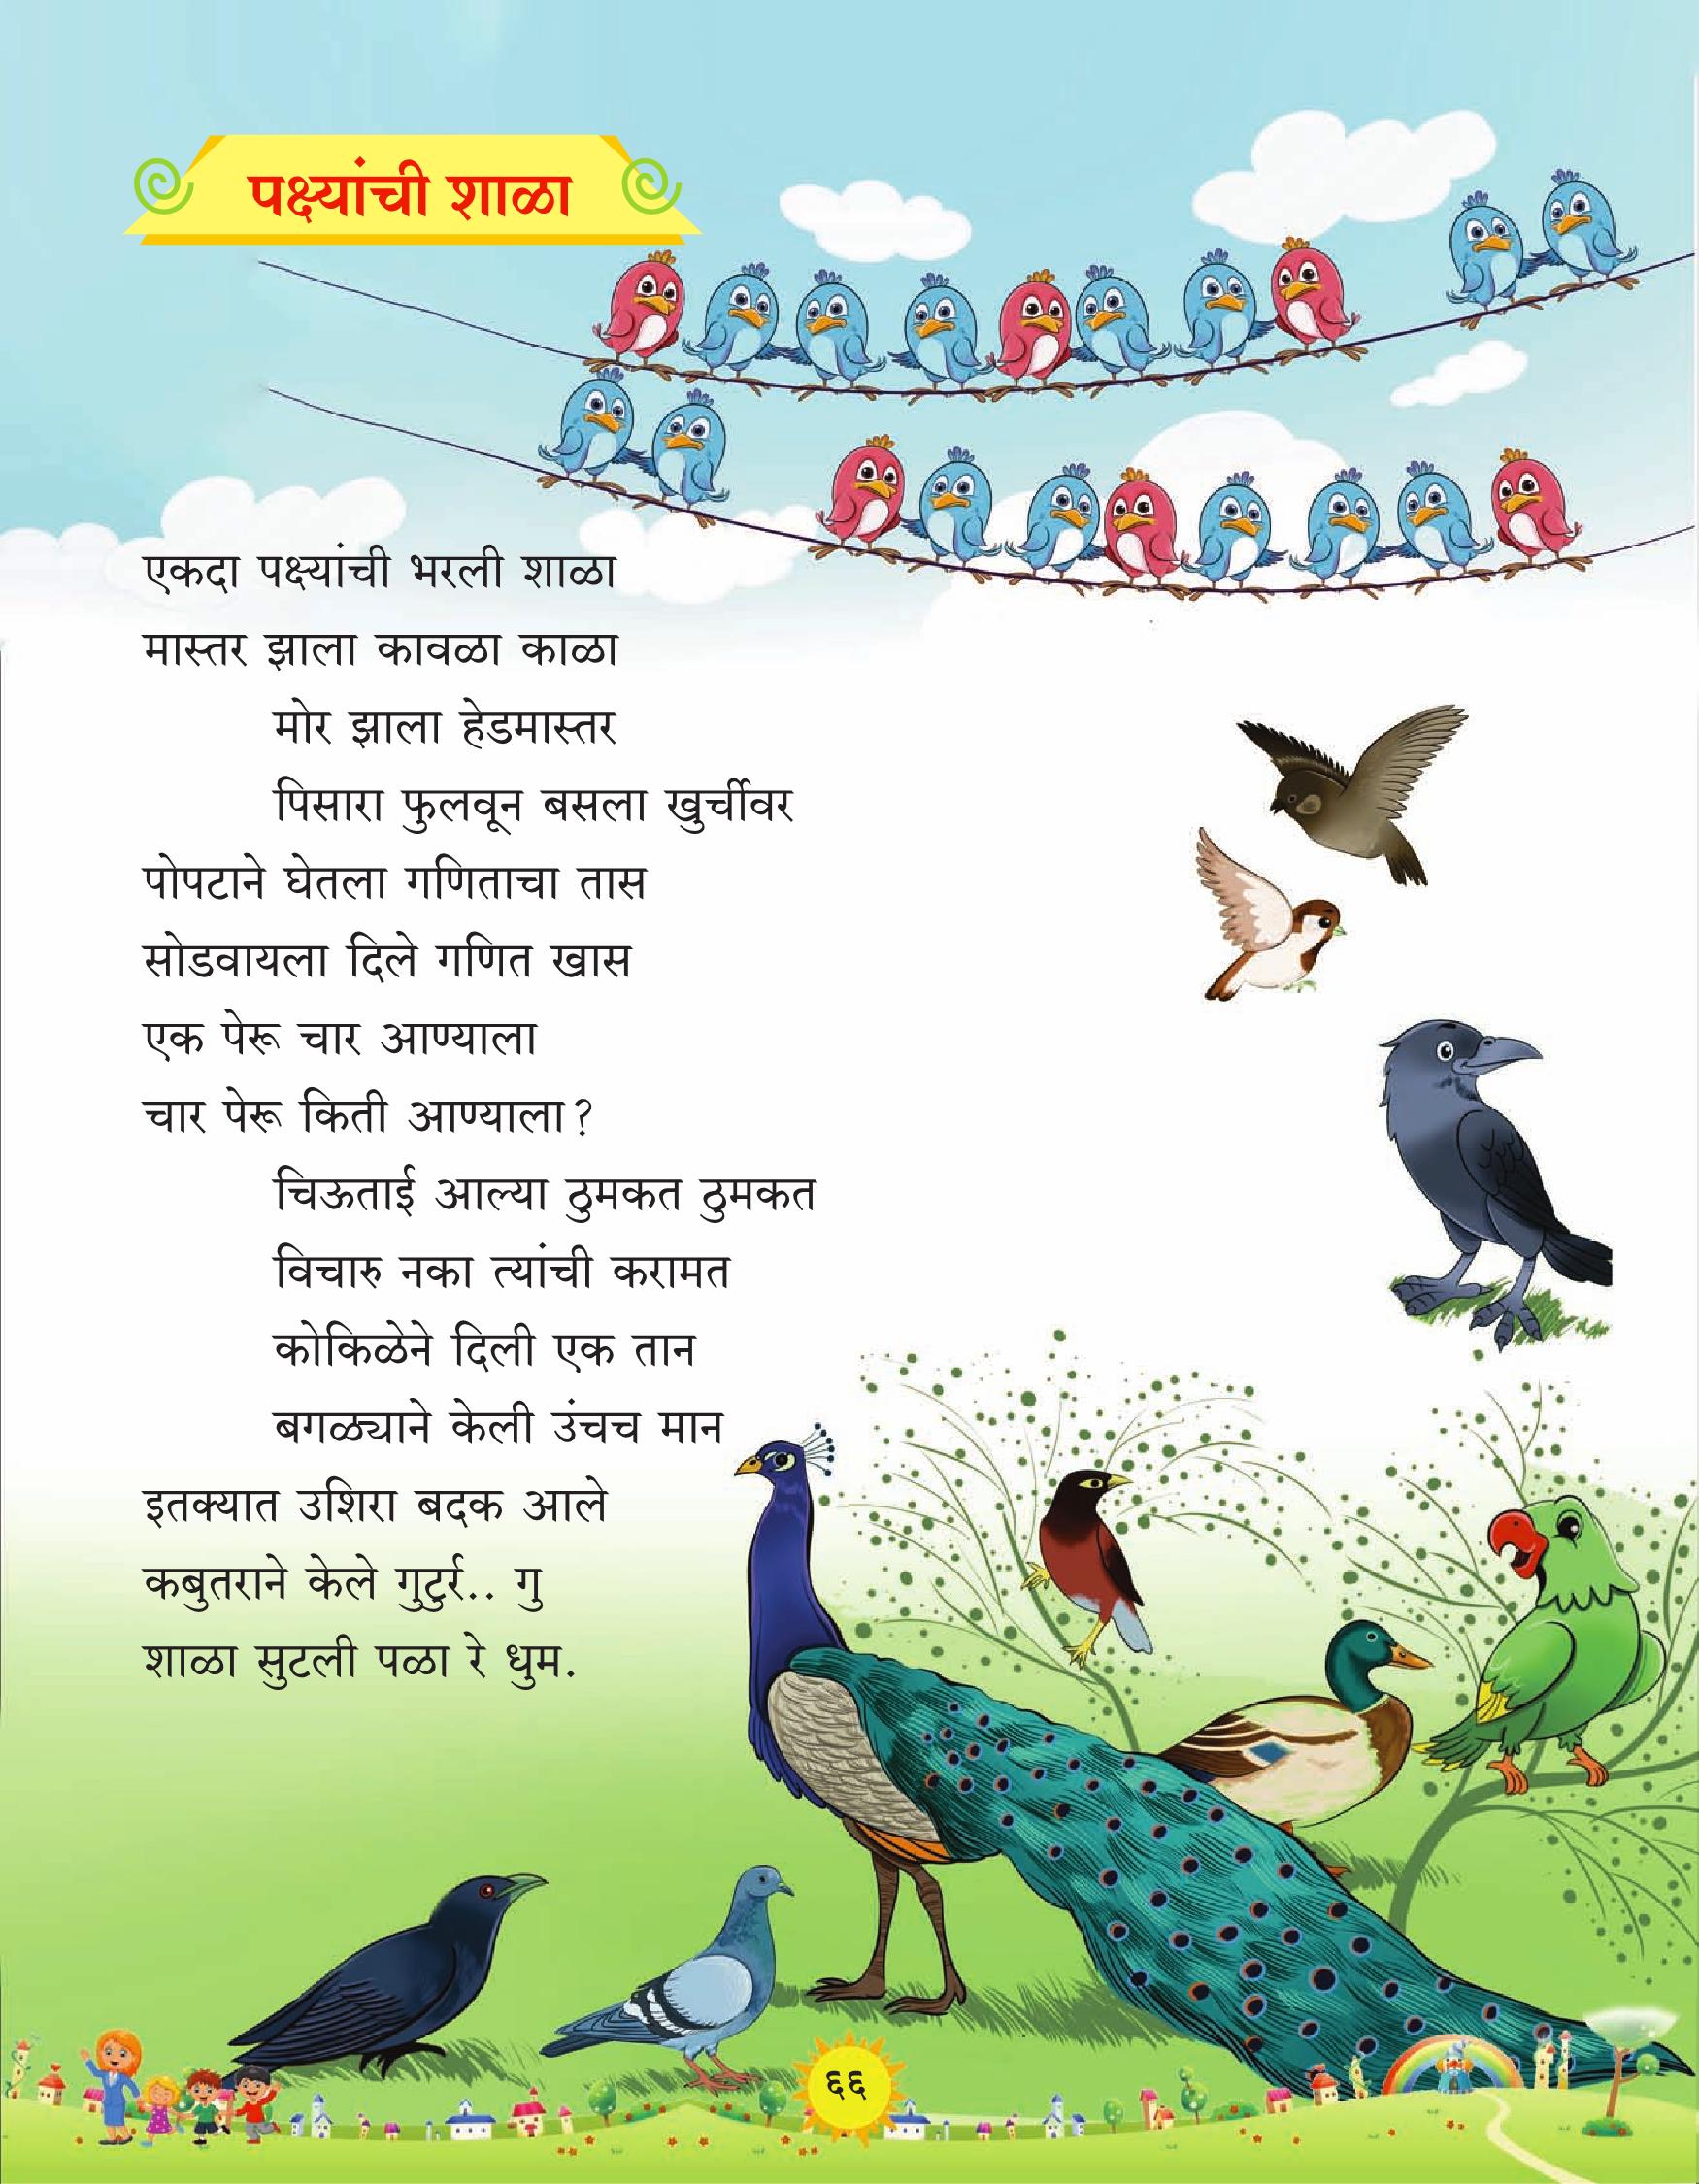 पक्ष्यांची शाळा
एकदा पक्ष्यांची भरली शाळा
मास्तर झाला कावळा काळा
मोर झाला हेडमास्तर
पिसारा फुलवून बसला खुर्चीवर
पोपटाने घेतला गणिताचा तास
सोडवायला दिले गणित खास
एक पेरू चार आण्याला
चार पेरू किती आण्याला?
चिऊताई आल्या ठुमकत ठुमकत
विचारु नका त्यांची करामत
कोकिळेने दिली एक तान
बगळ्याने केली उंचच मान
इतक्यात उशिरा बदक आले
कबुतराने केले गुटुर्र.. गु
शाळा सुटली पळा रे धुम.
६६